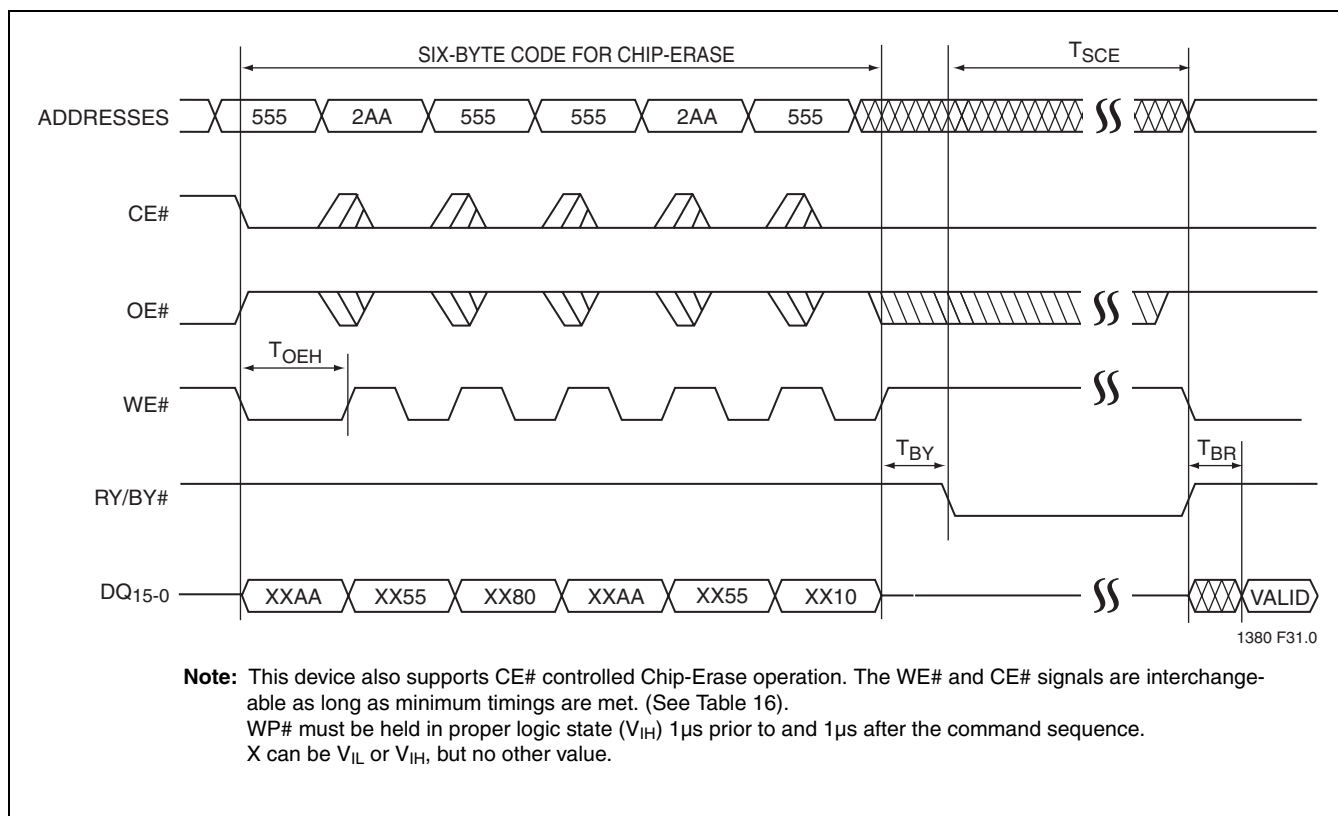 SIX-BYTE CODE FOR CHIP-ERASE
TSCE
ADDRESSES 555 2AA 555 555 2AA 555
CE#
OE#
TOEH
WE#
TBY
TBR
RY/BY#
DQ15-0 XXAA XX55 XX80 XXAA XX55 XX10 VALID
1380 F31.0
Note: This device also supports CE# controlled Chip-Erase operation. The WE# and CE# signals are interchange-
able as long as minimum timings are met. (See Table 16).
WP# must be held in proper logic state (VIH) 1µs prior to and 1µs after the command sequence.
X can be VIL or VIH, but no other value.